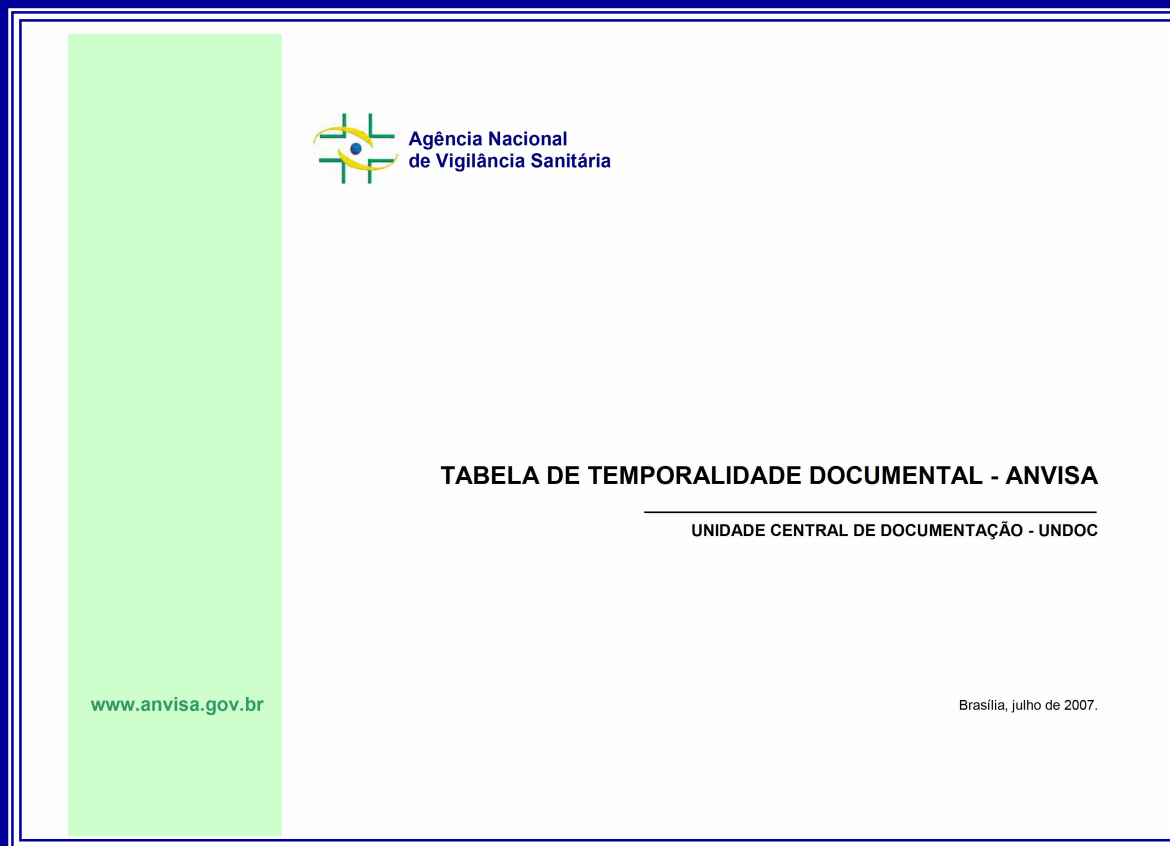 Agência Nacional
de Vigilância Sanitária
TABELA DE TEMPORALIDADE DOCUMENTAL - ANVISA
UNIDADE CENTRAL DE DOCUMENTAÇÃO - UNDOC
www.anvisa.gov.br
Brasília, julho de 2007.